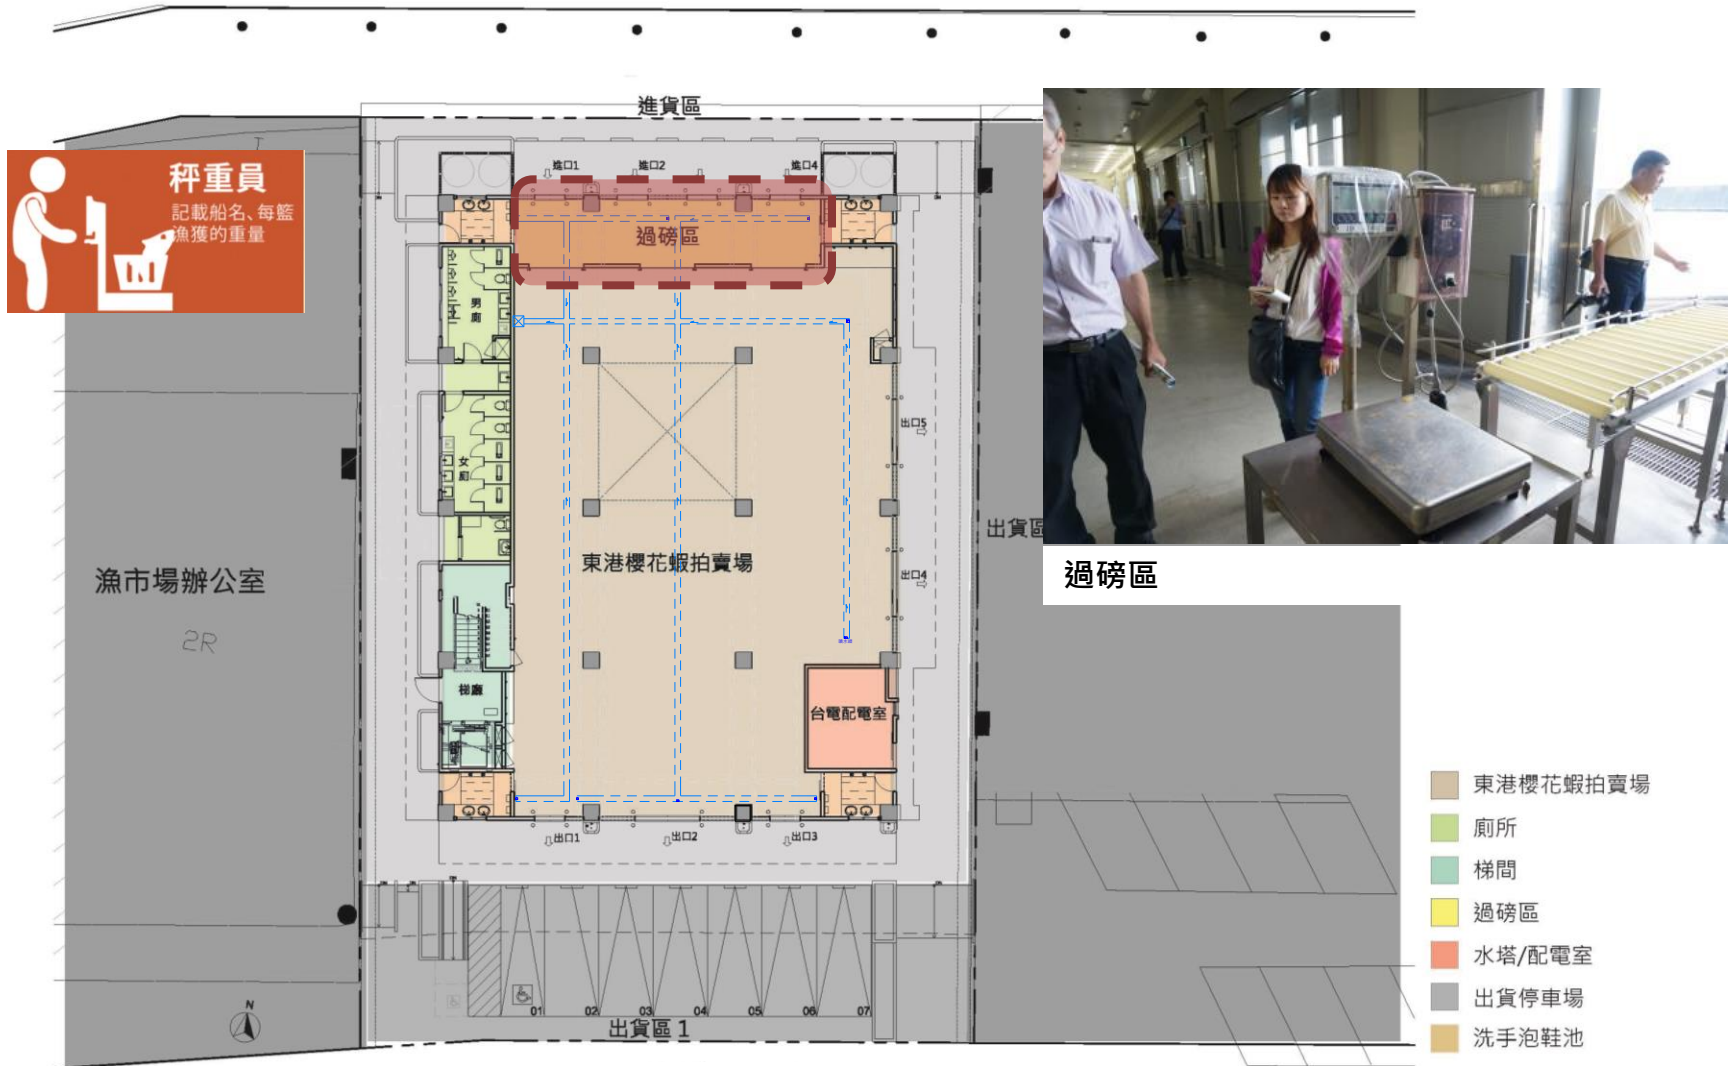 進貨區
秤重員
記載船名、每籃
漁獲的重量
進口1
進口2
進口4
過磅區
男廁
女廁
出口5
出貨區
東港櫻花蝦拍賣場
漁市場辦公室
2R
出口4
過磅區
梯廳
台電配電室
出口1
出口2
出口3
01
02
03
04
05
06
07
出貨區1
N
東港櫻花蝦拍賣場
廁所
梯間
過磅區
水塔/配電室
出貨停車場
洗手泡鞋池